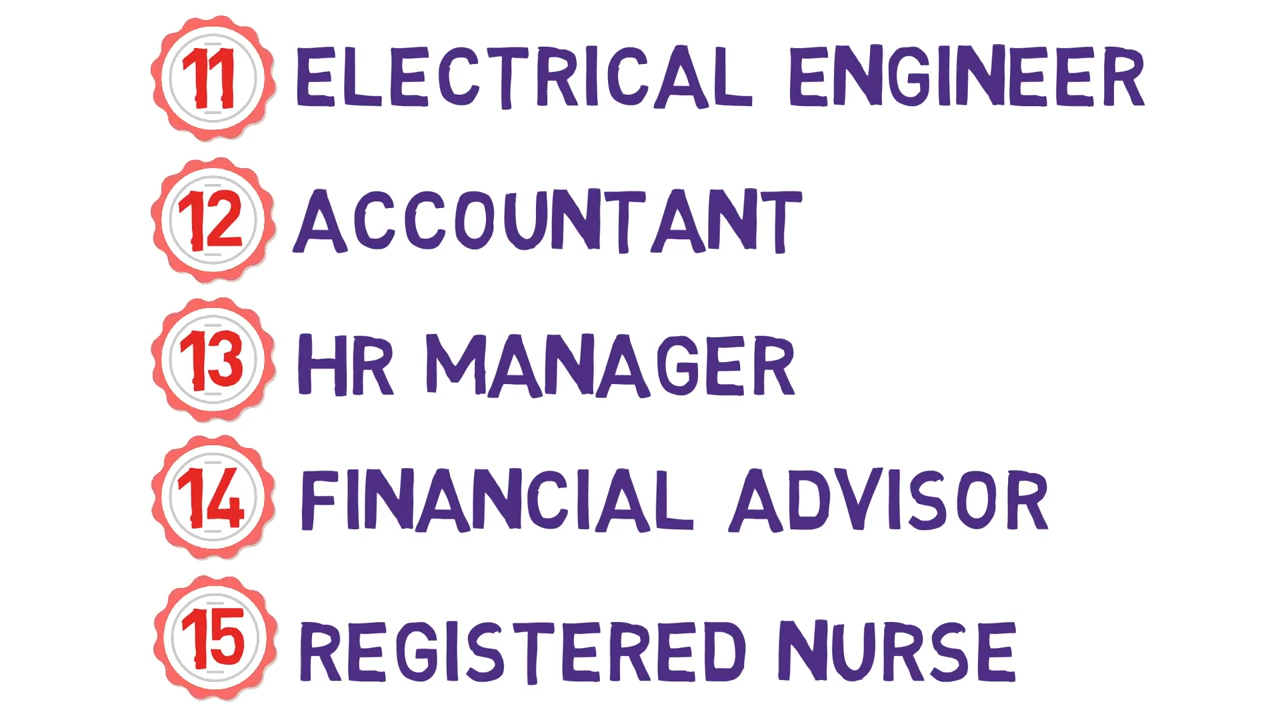 11 ELECTRICAL ENGINEER
12 ACCOUNTANT
13 HR MANAGER
14 FINANCIAL ADVISOR
15 REGISTERED NURSE